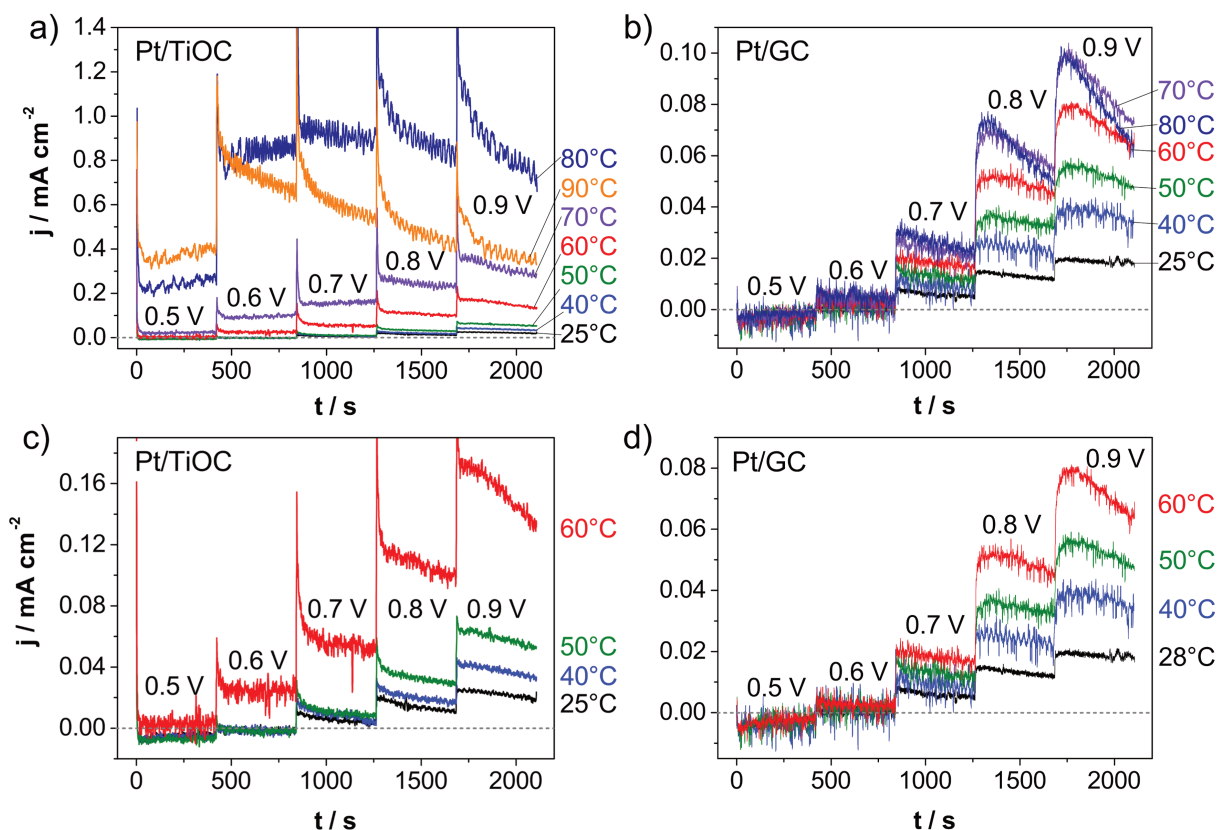 a)
Pt/TiOC
j / mA cm⁻²
1.4
1.2
1.0
0.8
0.6
0.4
0.2
0.0
0.5 V
0.6 V
0.7 V
0.8 V
0.9 V
80°C
90°C
70°C
60°C
50°C
40°C
25°C
0
500
1000
1500
2000
t / s
b)
Pt/GC
0.10
0.08
0.06
0.04
0.02
0.00
0.5 V
0.6 V
0.7 V
0.8 V
0.9 V
70°C
80°C
60°C
50°C
40°C
25°C
0
500
1000
1500
2000
t / s
c)
Pt/TiOC
j / mA cm⁻²
0.16
0.12
0.08
0.04
0.00
0.5 V
0.6 V
0.7 V
0.8 V
0.9 V
60°C
50°C
40°C
25°C
0
500
1000
1500
2000
t / s
d)
Pt/GC
0.08
0.06
0.04
0.02
0.00
0.5 V
0.6 V
0.7 V
0.8 V
0.9 V
60°C
50°C
40°C
28°C
0
500
1000
1500
2000
t / s